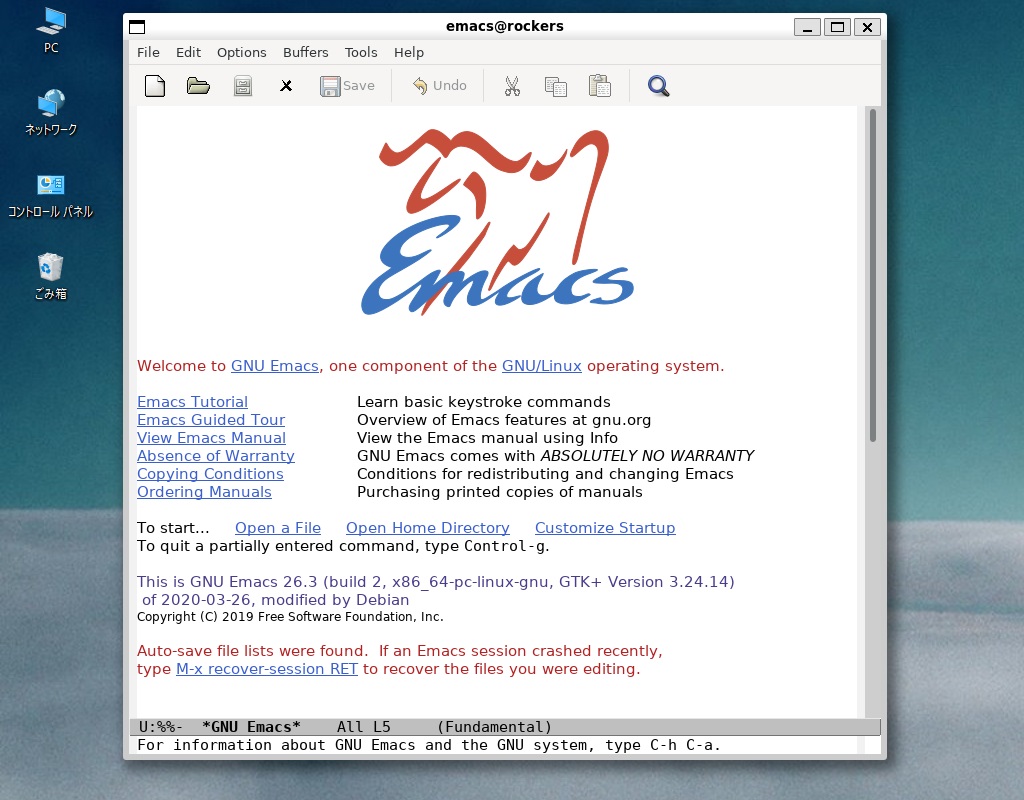 PC
ネットワーク
コントロール パネル
ごみ箱
emacs@rockers
File Edit Options Buffers Tools Help
Save Undo
Emacs
Welcome to GNU Emacs, one component of the GNU/Linux operating system.
Emacs Tutorial Learn basic keystroke commands
Emacs Guided Tour Overview of Emacs features at gnu.org
View Emacs Manual View the Emacs manual using Info
Absence of Warranty GNU Emacs comes with ABSOLUTELY NO WARRANTY
Copying Conditions Conditions for redistributing and changing Emacs
Ordering Manuals Purchasing printed copies of manuals
To start... Open a File Open Home Directory Customize Startup
To quit a partially entered command, type Control-g.
This is GNU Emacs 26.3 (build 2, x86_64-pc-linux-gnu, GTK+ Version 3.24.14)
of 2020-03-26, modified by Debian
Copyright (C) 2019 Free Software Foundation, Inc.
Auto-save file lists were found. If an Emacs session crashed recently,
type M-x recover-session RET to recover the files you were editing.
U:%%- *GNU Emacs* All L5 (Fundamental)
For information about GNU Emacs and the GNU system, type C-h C-a.